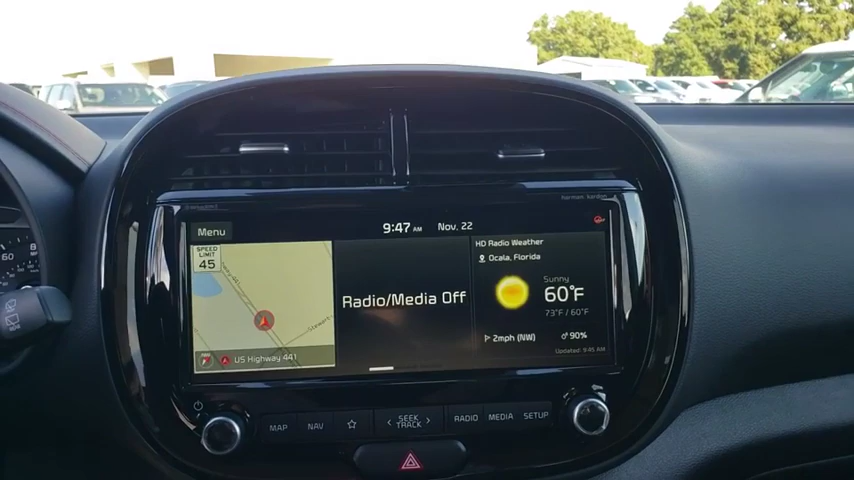 harman kardon
Menu
9:47 AM
Nov. 22
SPEED
LIMIT
45
Radio/Media Off
HD Radio Weather
Ocala, Florida
Sunny
60°F
73°F / 60°F
2mph (NW)
90%
Updated: 9:45 AM
US Highway 441
60
MAP
NAV
SEEK
TRACK
RADIO
MEDIA
SETUP